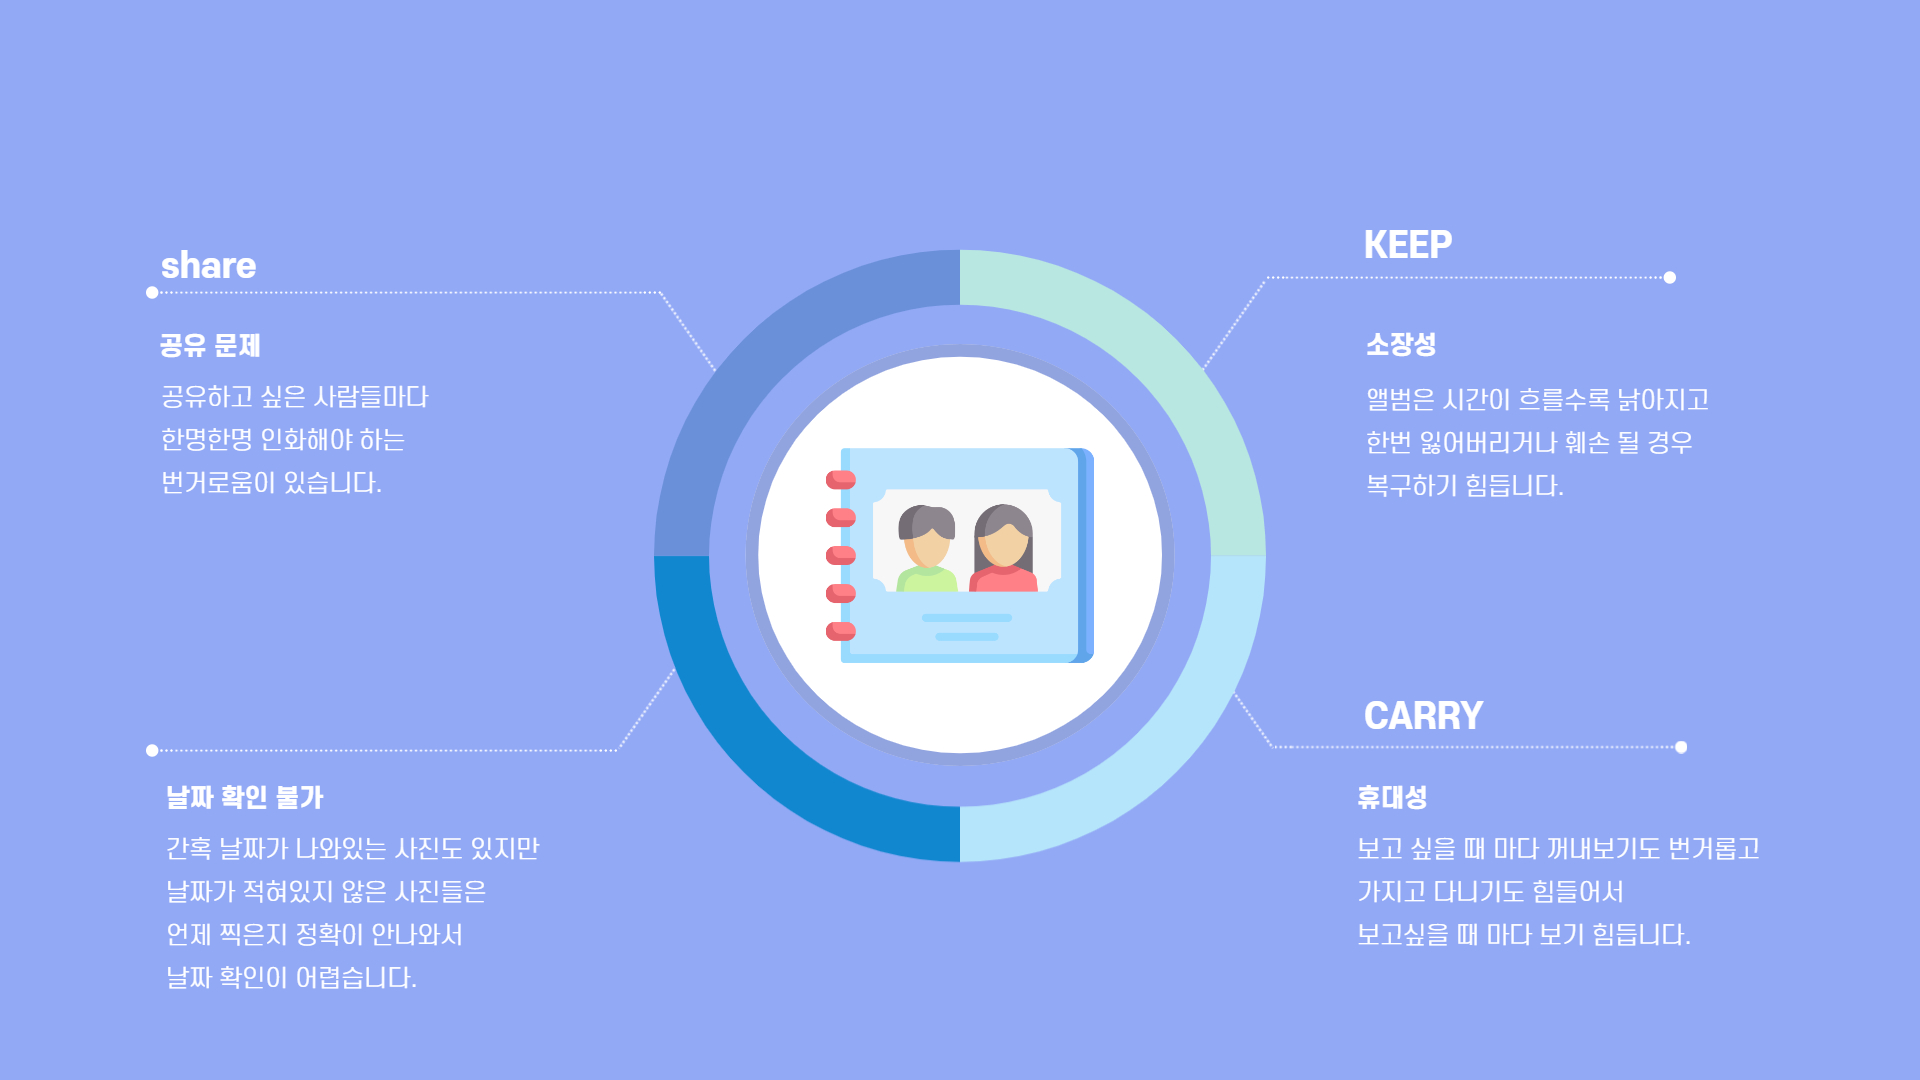 share
공유 문제
공유하고 싶은 사람들마다
한명한명 인화해야 하는
번거로움이 있습니다.
KEEP
소장성
앨범은 시간이 흐를수록 낡아지고
한번 잃어버리거나 훼손 될 경우
복구하기 힘듭니다.
날짜 확인 불가
간혹 날짜가 나와있는 사진도 있지만
날짜가 적혀있지 않은 사진들은
언제 찍은지 정확이 안나와서
날짜 확인이 어렵습니다.
CARRY
휴대성
보고 싶을 때 마다 꺼내보기도 번거롭고
가지고 다니기도 힘들어서
보고싶을 때 마다 보기 힘듭니다.